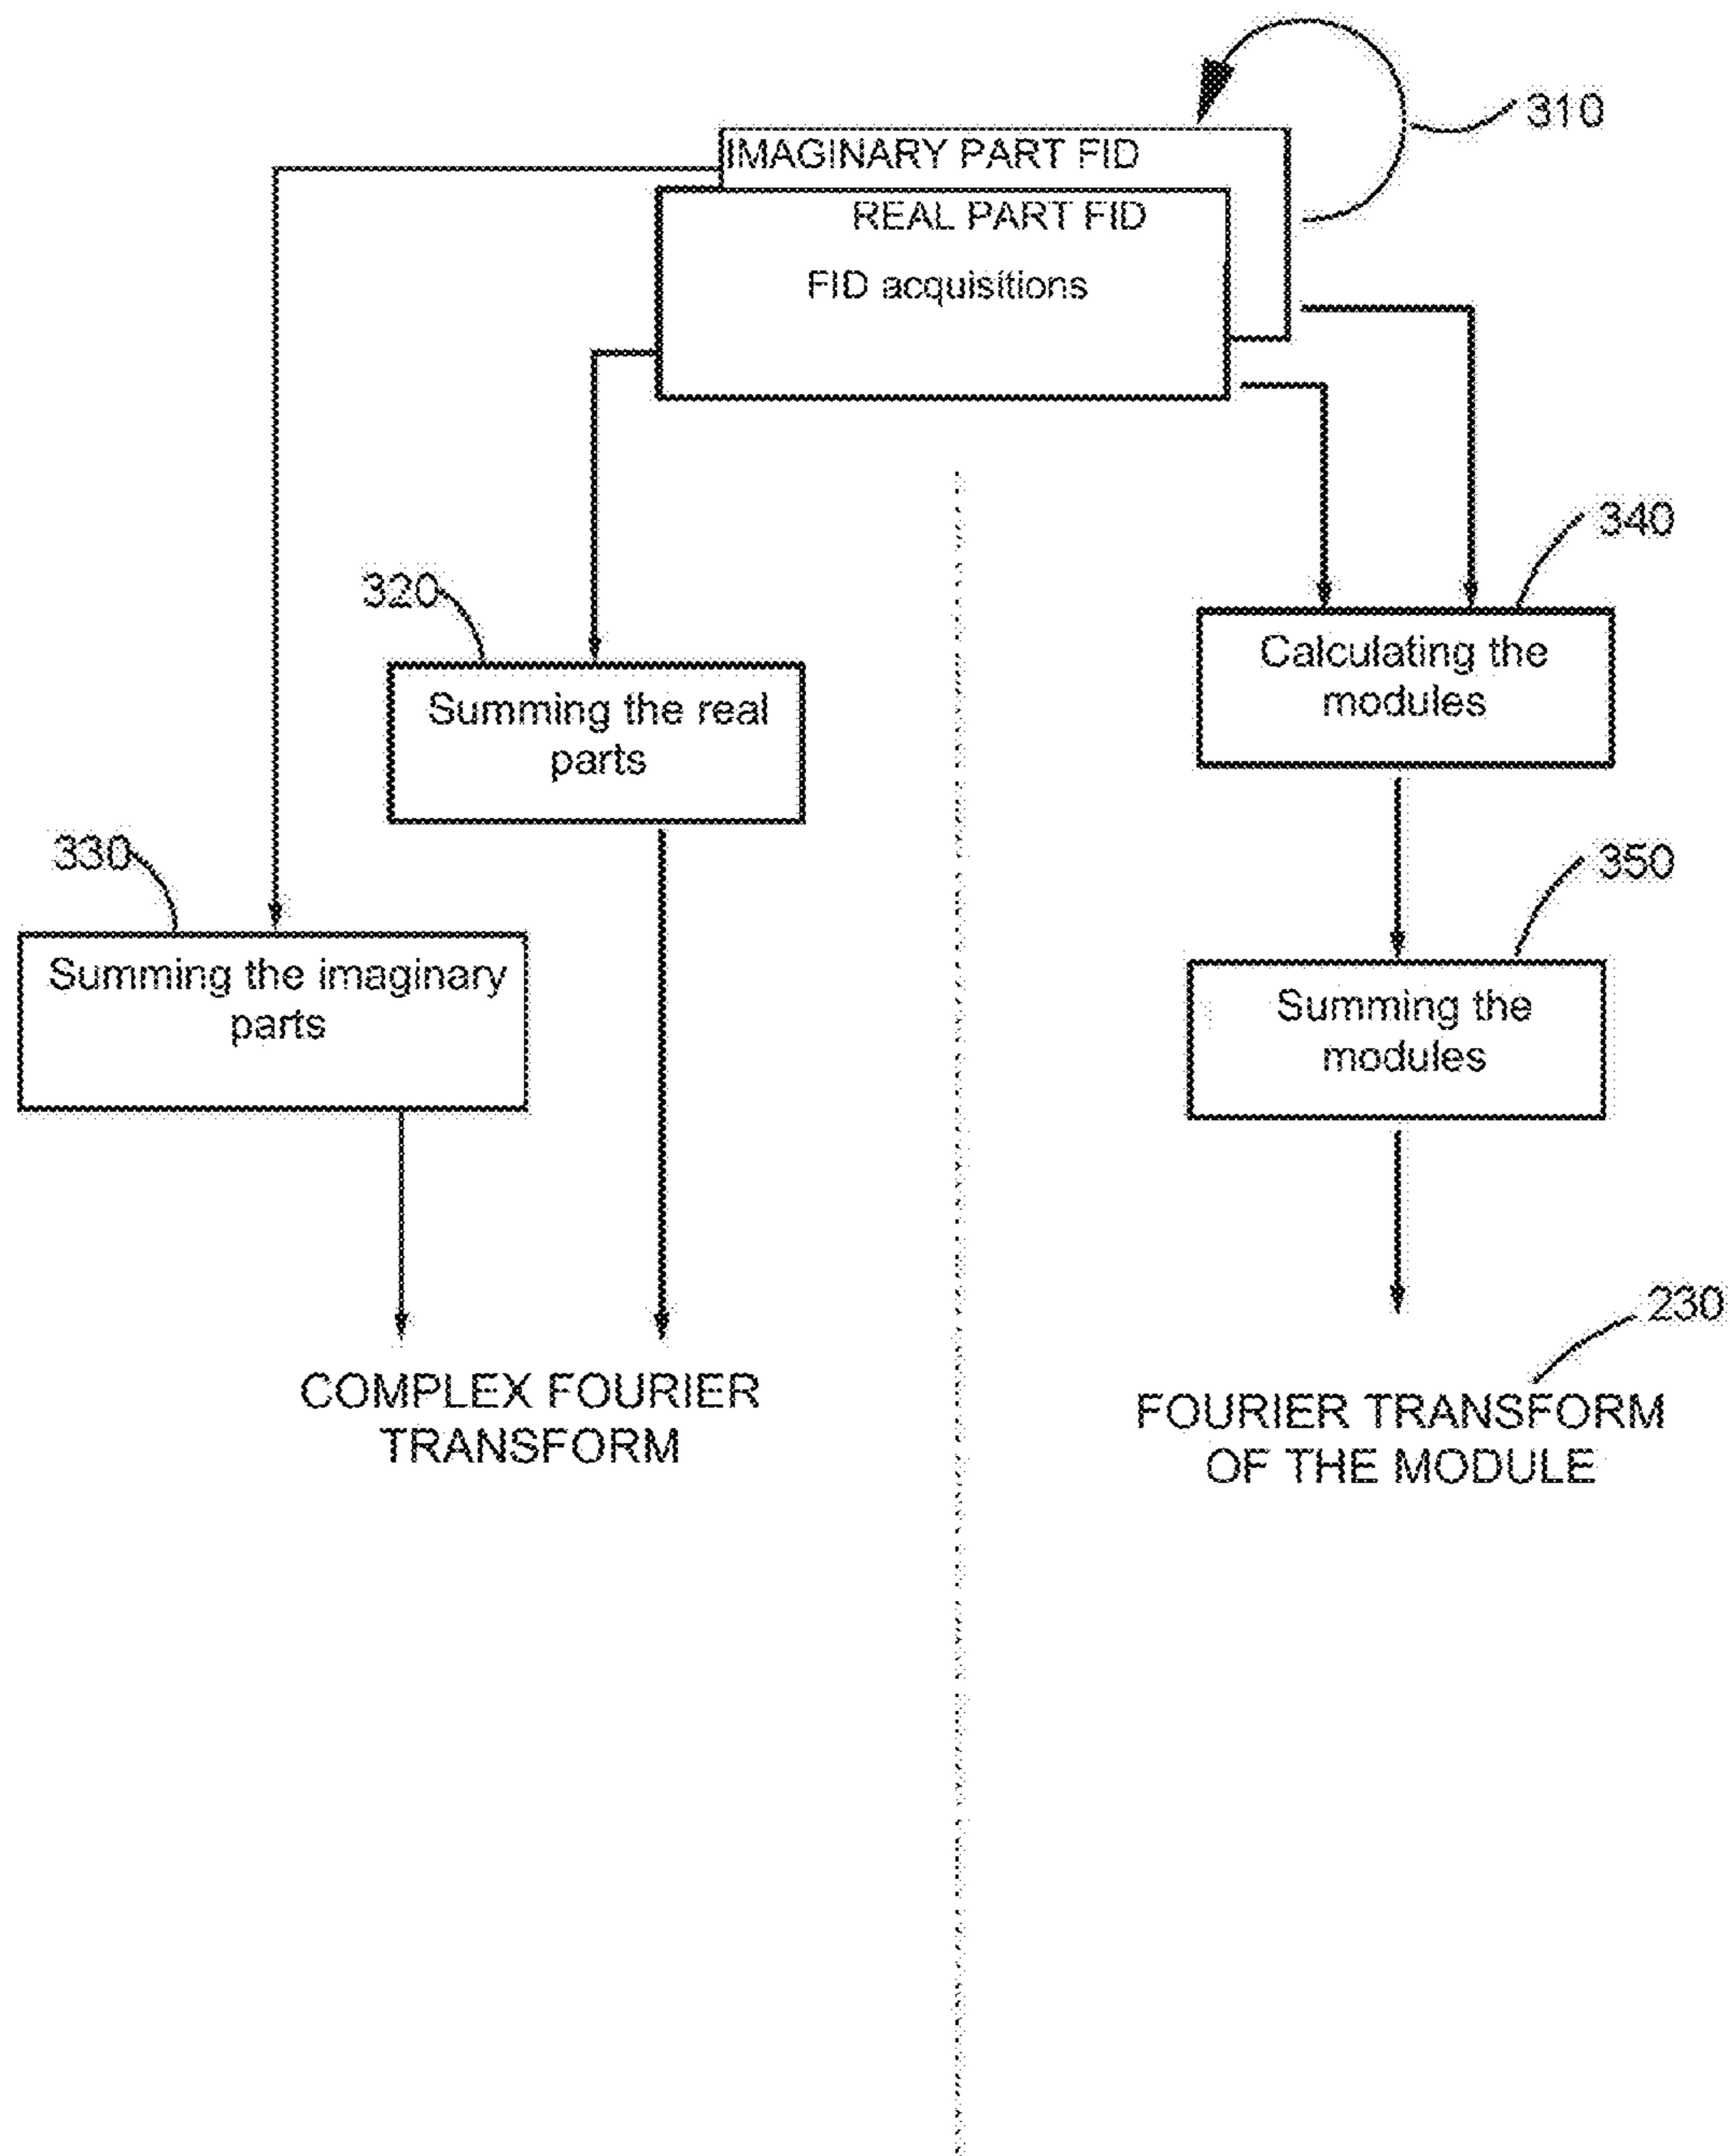 310
IMAGINARY PART FID
REAL PART FID
FID acquisitions
340
320
Calculating the
modules
Summing the real
parts
330
350
Summing the imaginary
parts
Summing the
modules
230
COMPLEX FOURIER
TRANSFORM
FOURIER TRANSFORM
OF THE MODULE